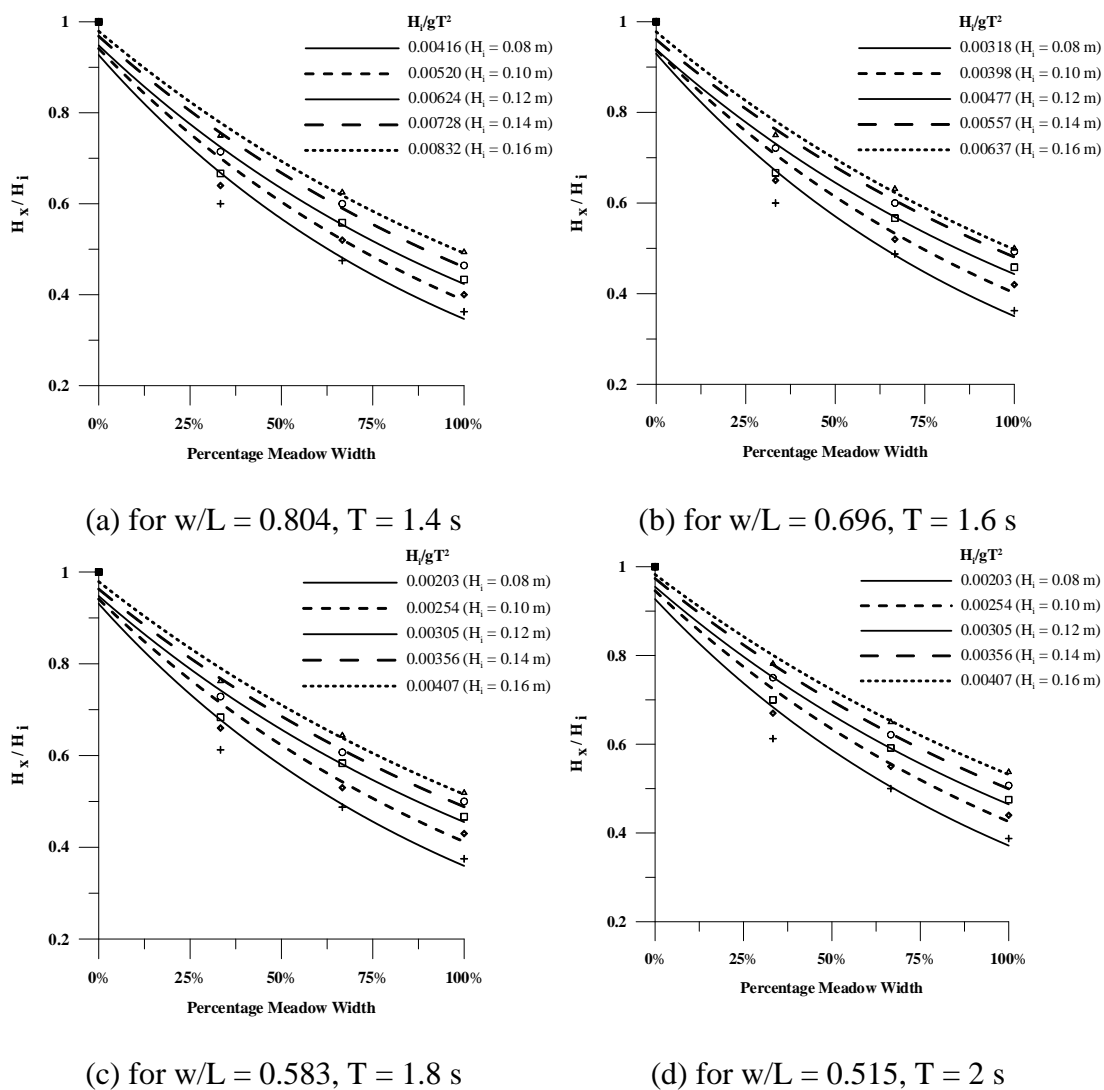 H_i/gT²
1
0.00416 (H_i = 0.08 m)
0.00520 (H_i = 0.10 m)
0.00624 (H_i = 0.12 m)
0.00728 (H_i = 0.14 m)
0.00832 (H_i = 0.16 m)
0.8
0.6
0.4
0.2
H_x / H_i
0% 25% 50% 75% 100%
Percentage Meadow Width
(a) for w/L = 0.804, T = 1.4 s
H_i/gT²
1
0.00318 (H_i = 0.08 m)
0.00398 (H_i = 0.10 m)
0.00477 (H_i = 0.12 m)
0.00557 (H_i = 0.14 m)
0.00637 (H_i = 0.16 m)
0.8
0.6
0.4
0.2
H_x / H_i
0% 25% 50% 75% 100%
Percentage Meadow Width
(b) for w/L = 0.696, T = 1.6 s
H_i/gT²
1
0.00203 (H_i = 0.08 m)
0.00254 (H_i = 0.10 m)
0.00305 (H_i = 0.12 m)
0.00356 (H_i = 0.14 m)
0.00407 (H_i = 0.16 m)
0.8
0.6
0.4
0.2
H_x / H_i
0% 25% 50% 75% 100%
Percentage Meadow Width
(c) for w/L = 0.583, T = 1.8 s
H_i/gT²
1
0.00203 (H_i = 0.08 m)
0.00254 (H_i = 0.10 m)
0.00305 (H_i = 0.12 m)
0.00356 (H_i = 0.14 m)
0.00407 (H_i = 0.16 m)
0.8
0.6
0.4
0.2
H_x / H_i
0% 25% 50% 75% 100%
Percentage Meadow Width
(d) for w/L = 0.515, T = 2 s